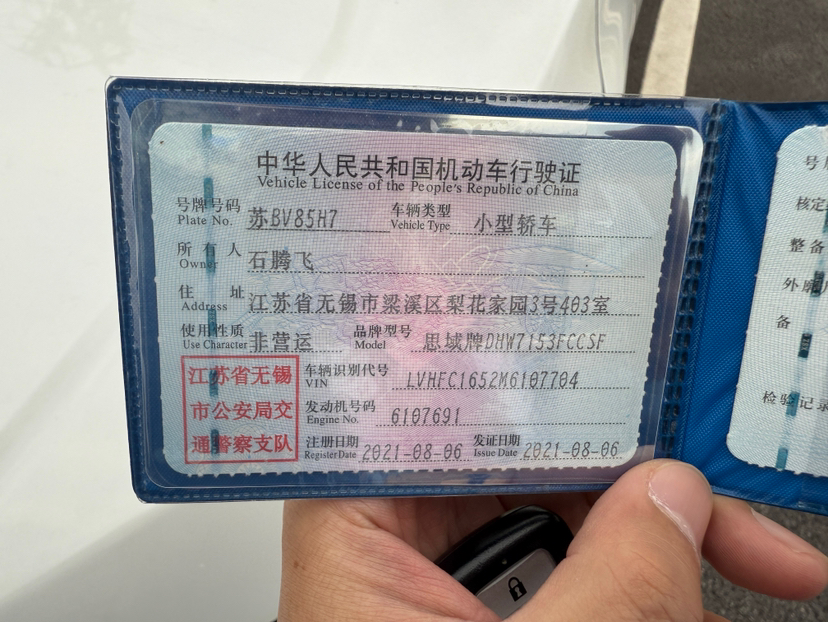 中华人民共和国机动车行驶证
Vehicle License of the People's Republic of China
号牌号码 Plate No. 苏BV85H7 车辆类型 Vehicle Type 小型轿车
所有人 Owner 石腾飞
住址 Address 江苏省无锡市梁溪区梨花家园3号403室
使用性质 Use Character 非营运 品牌型号 Model 思域牌DHW7153FCCSF
江苏省无锡
市公安局交
通警察支队
车辆识别代号 VIN LVHFC1652M6107704
发动机号码 Engine No. 6107691
注册日期 Register Date 2021-08-06 发证日期 Issue Date 2021-08-06
号
核定
整备
外廓
备
检验记录